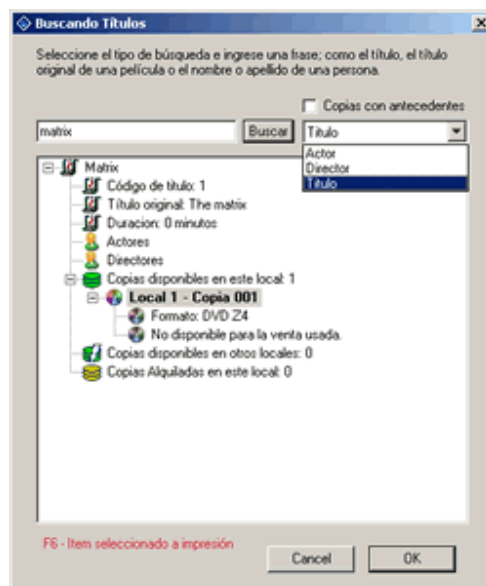 Buscando Títulos
Seleccione el tipo de búsqueda e ingrese una frase; como el título, el título
original de una película o el nombre o apellido de una persona.
Copias con antecedentes
matrix
Buscar
Título
Actor
Director
Título
Matrix
Código de título: 1
Título original: The matrix
Duracion: 0 minutos
Actores
Directores
Copias disponibles en este local: 1
Local 1 - Copia 001
Formato: DVD Z4
No disponible para la venta usada.
Copias disponibles en otros locales: 0
Copias Alquiladas en este local: 0
F6 - Item seleccionado a impresión
Cancel
OK